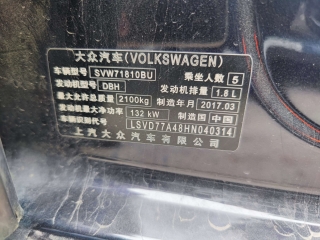 大众汽车(VOLKSWAGEN)
车辆型号 SVW71810BU 乘坐人数 5
发动机型号 DBH 发动机排量 1.8 L
最大允许总质量 2100kg 制造年月 2017.03
发动机最大净功率 132 kW 制造国 中国
车辆识别代号 LSVD77A48HN040314
上汽大众汽车有限公司